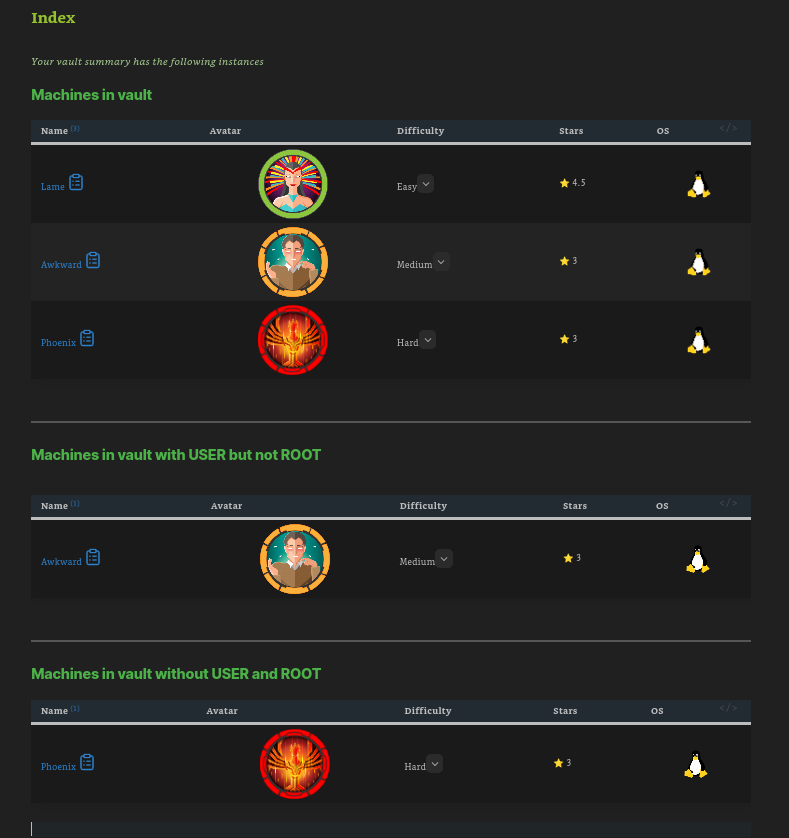 Index
Your vault summary has the following instances
Machines in vault
Name (3) Avatar Difficulty Stars OS </>
Lame Easy 4.5
Awkward Medium 3
Phoenix Hard 3
Machines in vault with USER but not ROOT
Name (1) Avatar Difficulty Stars OS </>
Awkward Medium 3
Machines in vault without USER and ROOT
Name (1) Avatar Difficulty Stars OS </>
Phoenix Hard 3